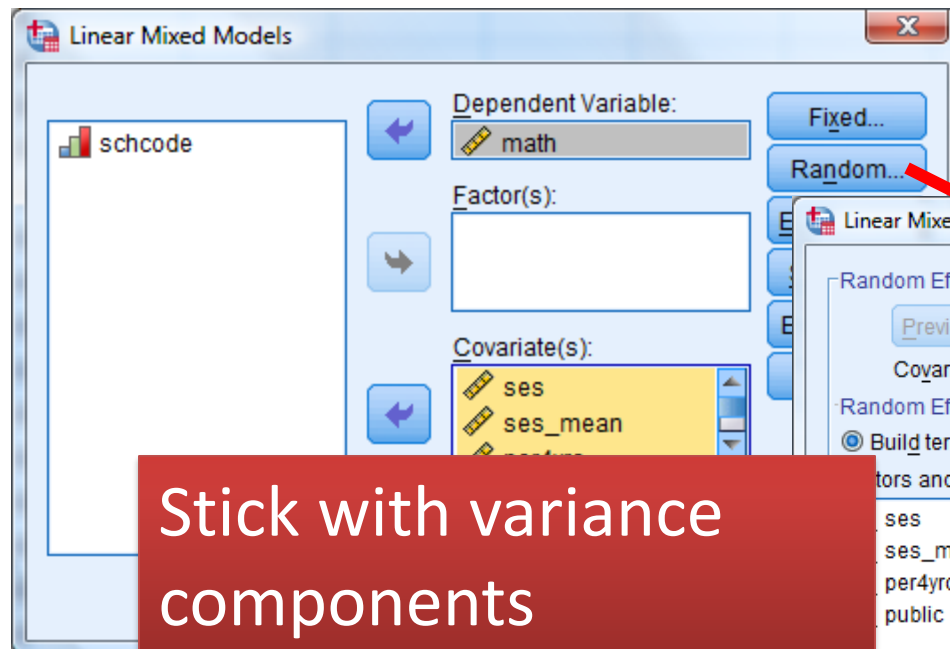 Linear Mixed Models
schcode
Dependent Variable:
math
Factor(s):
Covariate(s):
ses
ses_mean
Fixed...
Random...
E
Linear Mixe
Random Ef
Previ
Covar
Random Ef
Build ter
tors and
ses
ses_m
per4yrc
public
Stick with variance
components